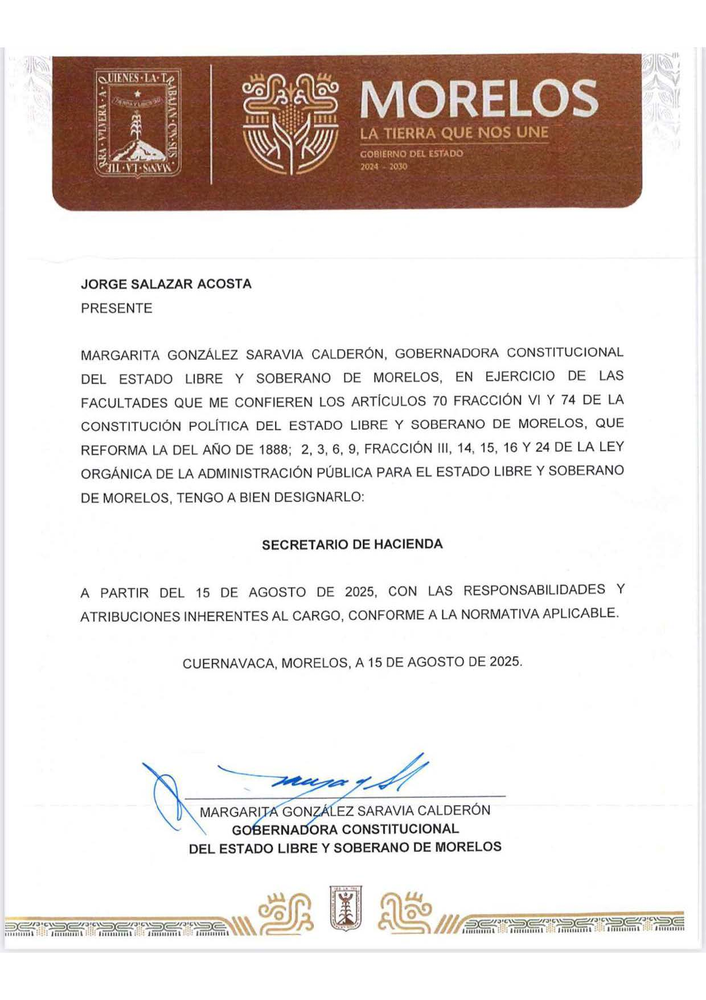 QUIENES·LA·TRABAJAN·CON·SUS·MANOS·LA·TIERRA·VOLVERA·A
TIERRA Y LIBERTAD
MORELOS
LA TIERRA QUE NOS UNE
GOBIERNO DEL ESTADO
2024 - 2030
JORGE SALAZAR ACOSTA
PRESENTE
MARGARITA GONZÁLEZ SARAVIA CALDERÓN, GOBERNADORA CONSTITUCIONAL
DEL ESTADO LIBRE Y SOBERANO DE MORELOS, EN EJERCICIO DE LAS
FACULTADES QUE ME CONFIEREN LOS ARTÍCULOS 70 FRACCIÓN VI Y 74 DE LA
CONSTITUCIÓN POLÍTICA DEL ESTADO LIBRE Y SOBERANO DE MORELOS, QUE
REFORMA LA DEL AÑO DE 1888; 2, 3, 6, 9, FRACCIÓN III, 14, 15, 16 Y 24 DE LA LEY
ORGÁNICA DE LA ADMINISTRACIÓN PÚBLICA PARA EL ESTADO LIBRE Y SOBERANO
DE MORELOS, TENGO A BIEN DESIGNARLO:
SECRETARIO DE HACIENDA
A PARTIR DEL 15 DE AGOSTO DE 2025, CON LAS RESPONSABILIDADES Y
ATRIBUCIONES INHERENTES AL CARGO, CONFORME A LA NORMATIVA APLICABLE.
CUERNAVACA, MORELOS, A 15 DE AGOSTO DE 2025.
MARGARITA GONZÁLEZ SARAVIA CALDERÓN
GOBERNADORA CONSTITUCIONAL
DEL ESTADO LIBRE Y SOBERANO DE MORELOS